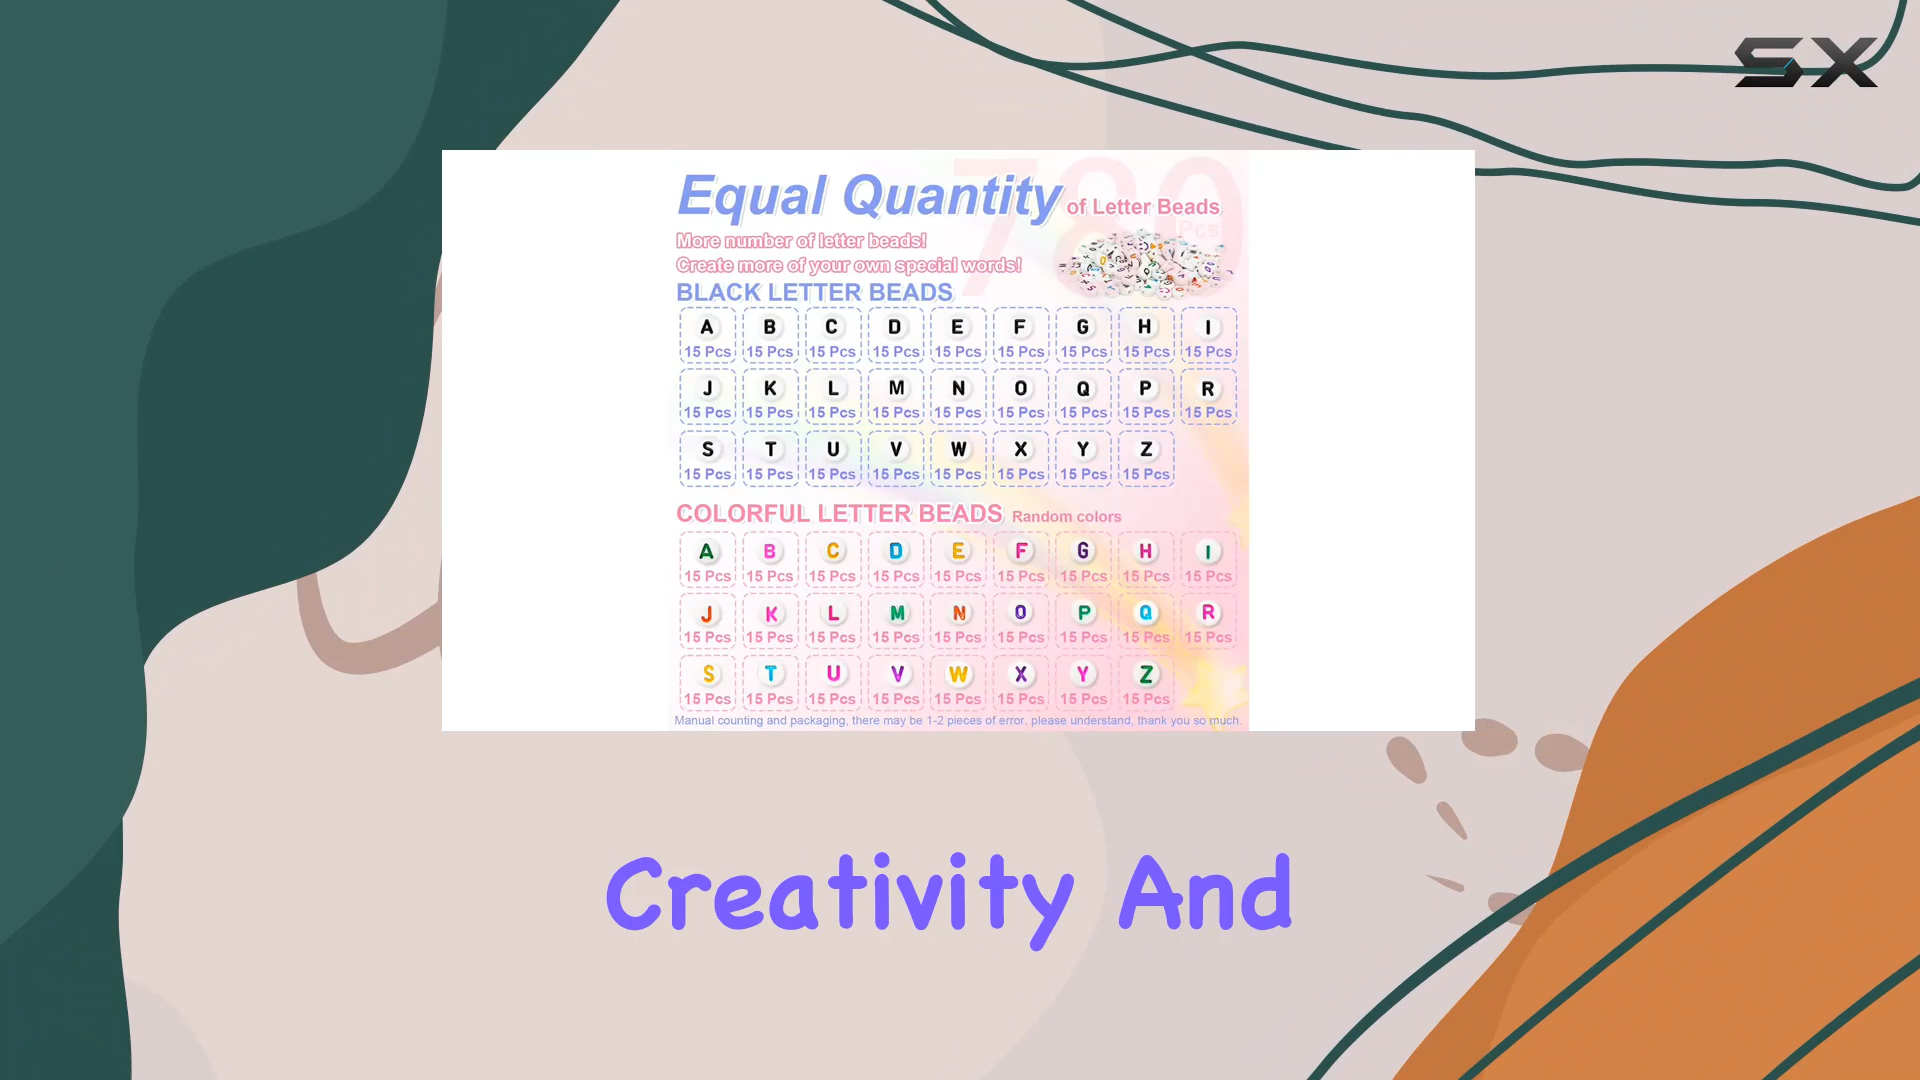 SX
780
Pcs
Equal Quantity of Letter Beads
More number of letter beads!
Create more of your own special words!
BLACK LETTER BEADS
A B C D E F G H I
15 Pcs 15 Pcs 15 Pcs 15 Pcs 15 Pcs 15 Pcs 15 Pcs 15 Pcs 15 Pcs
J K L M N O Q P R
15 Pcs 15 Pcs 15 Pcs 15 Pcs 15 Pcs 15 Pcs 15 Pcs 15 Pcs 15 Pcs
S T U V W X Y Z
15 Pcs 15 Pcs 15 Pcs 15 Pcs 15 Pcs 15 Pcs 15 Pcs 15 Pcs
COLORFUL LETTER BEADS Random colors
A B C D E F G H I
15 Pcs 15 Pcs 15 Pcs 15 Pcs 15 Pcs 15 Pcs 15 Pcs 15 Pcs 15 Pcs
J K L M N O P Q R
15 Pcs 15 Pcs 15 Pcs 15 Pcs 15 Pcs 15 Pcs 15 Pcs 15 Pcs 15 Pcs
S T U V W X Y Z
15 Pcs 15 Pcs 15 Pcs 15 Pcs 15 Pcs 15 Pcs 15 Pcs 15 Pcs
Manual counting and packaging, there may be 1-2 pieces of error, please understand, thank you so much.
Creativity And